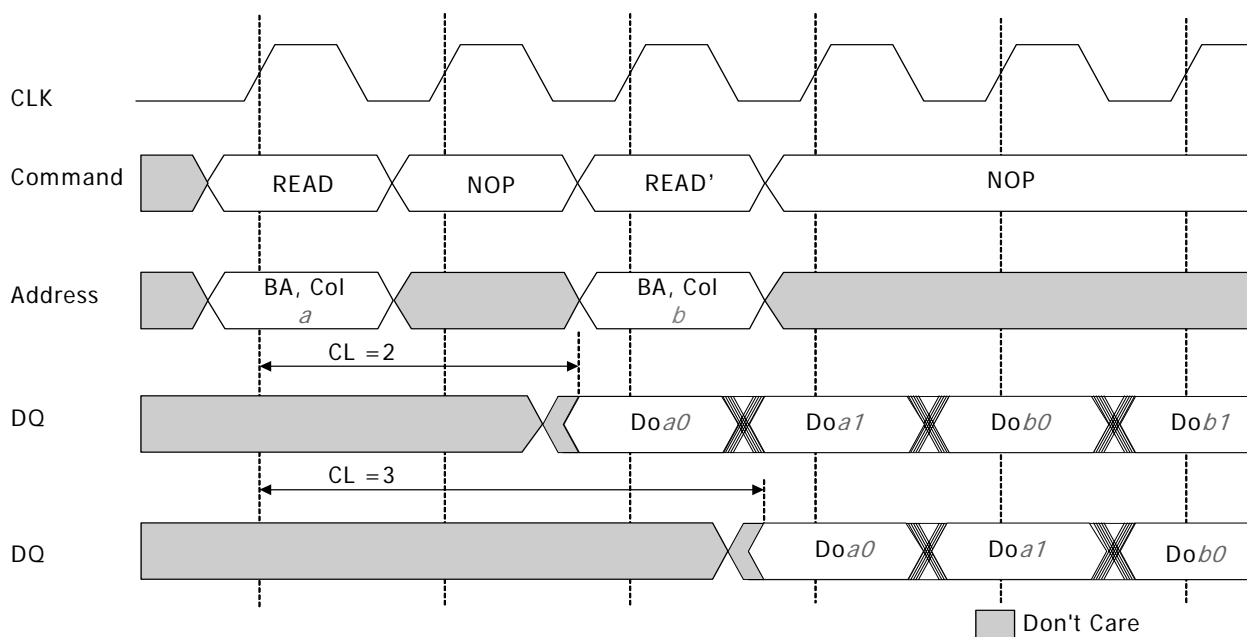 CLK
Command
READ
NOP
READ'
NOP
Address
BA, Col
a
BA, Col
b
CL =2
DQ
Doa0
Doa1
Dob0
Dob1
CL =3
DQ
Doa0
Doa1
Dob0
Don't Care